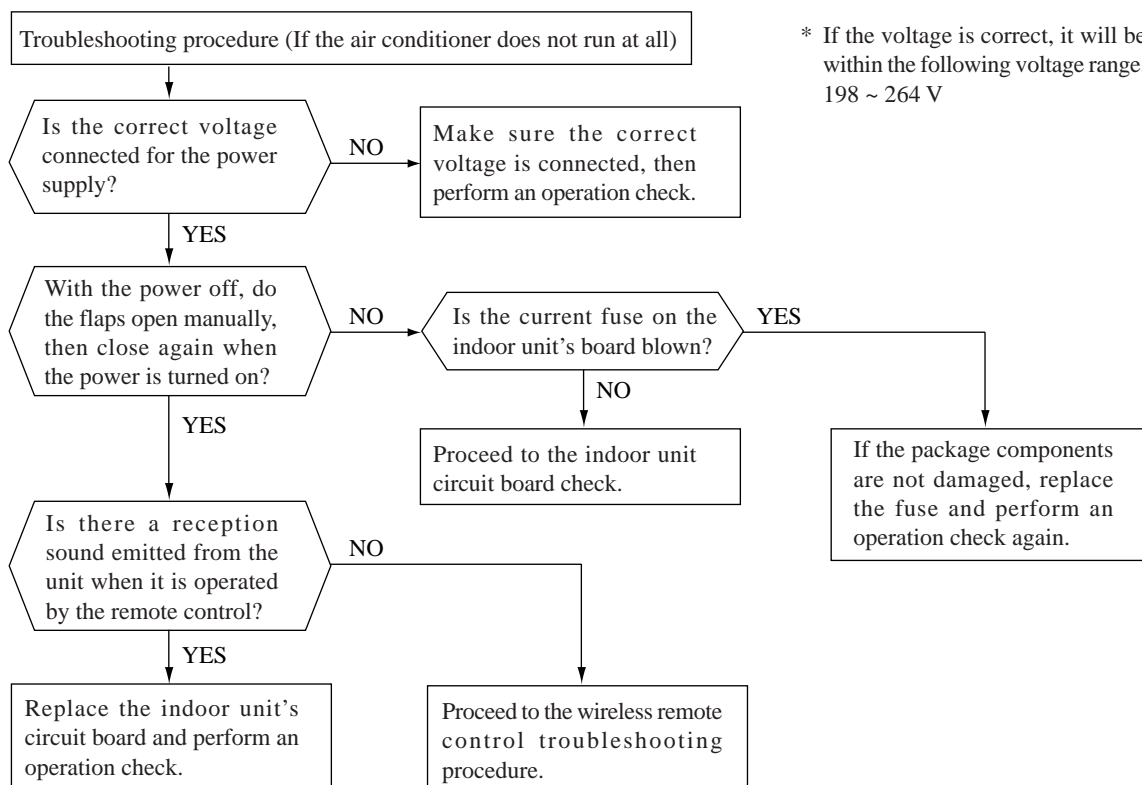 Troubleshooting procedure (If the air conditioner does not run at all)
* If the voltage is correct, it will be
within the following voltage range
198 ~ 264 V
Is the correct voltage
connected for the power
supply?
NO
Make sure the correct
voltage is connected, then
perform an operation check.
YES
With the power off, do
the flaps open manually,
then close again when
the power is turned on?
NO
Is the current fuse on the
indoor unit's board blown?
YES
NO
YES
Proceed to the indoor unit
circuit board check.
If the package components
are not damaged, replace
the fuse and perform an
operation check again.
Is there a reception
sound emitted from the
unit when it is operated
by the remote control?
NO
YES
Replace the indoor unit's
circuit board and perform an
operation check.
Proceed to the wireless remote
control troubleshooting
procedure.